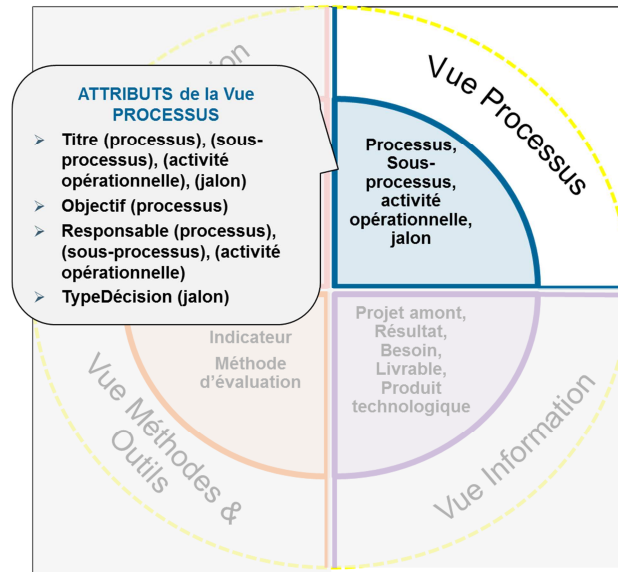 ATTRIBUTS de la Vue
PROCESSUS
➢ Titre (processus), (sous-
processus), (activité
opérationnelle), (jalon)
➢ Objectif (processus)
➢ Responsable (processus),
(sous-processus), (activité
opérationnelle)
➢ TypeDécision (jalon)
Vue Processus
Processus,
Sous-
processus,
activité
opérationnelle,
jalon
Indicateur
Méthode
d'évaluation
Vue Méthodes &
Outils
Projet amont,
Résultat,
Besoin,
Livrable,
Produit
technologique
Vue Information